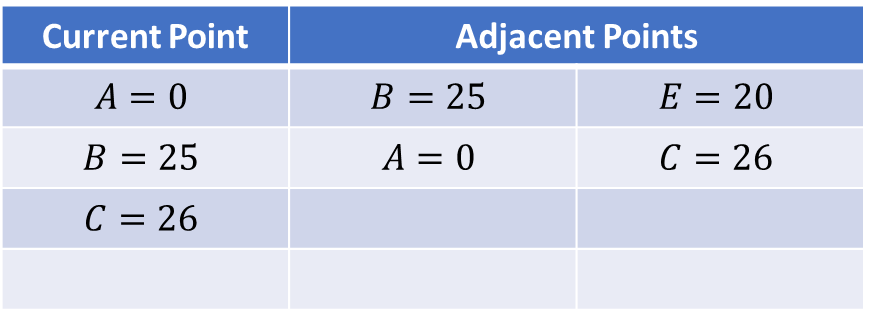 Current Point Adjacent Points
A = 0 B = 25 E = 20
B = 25 A = 0 C = 26
C = 26